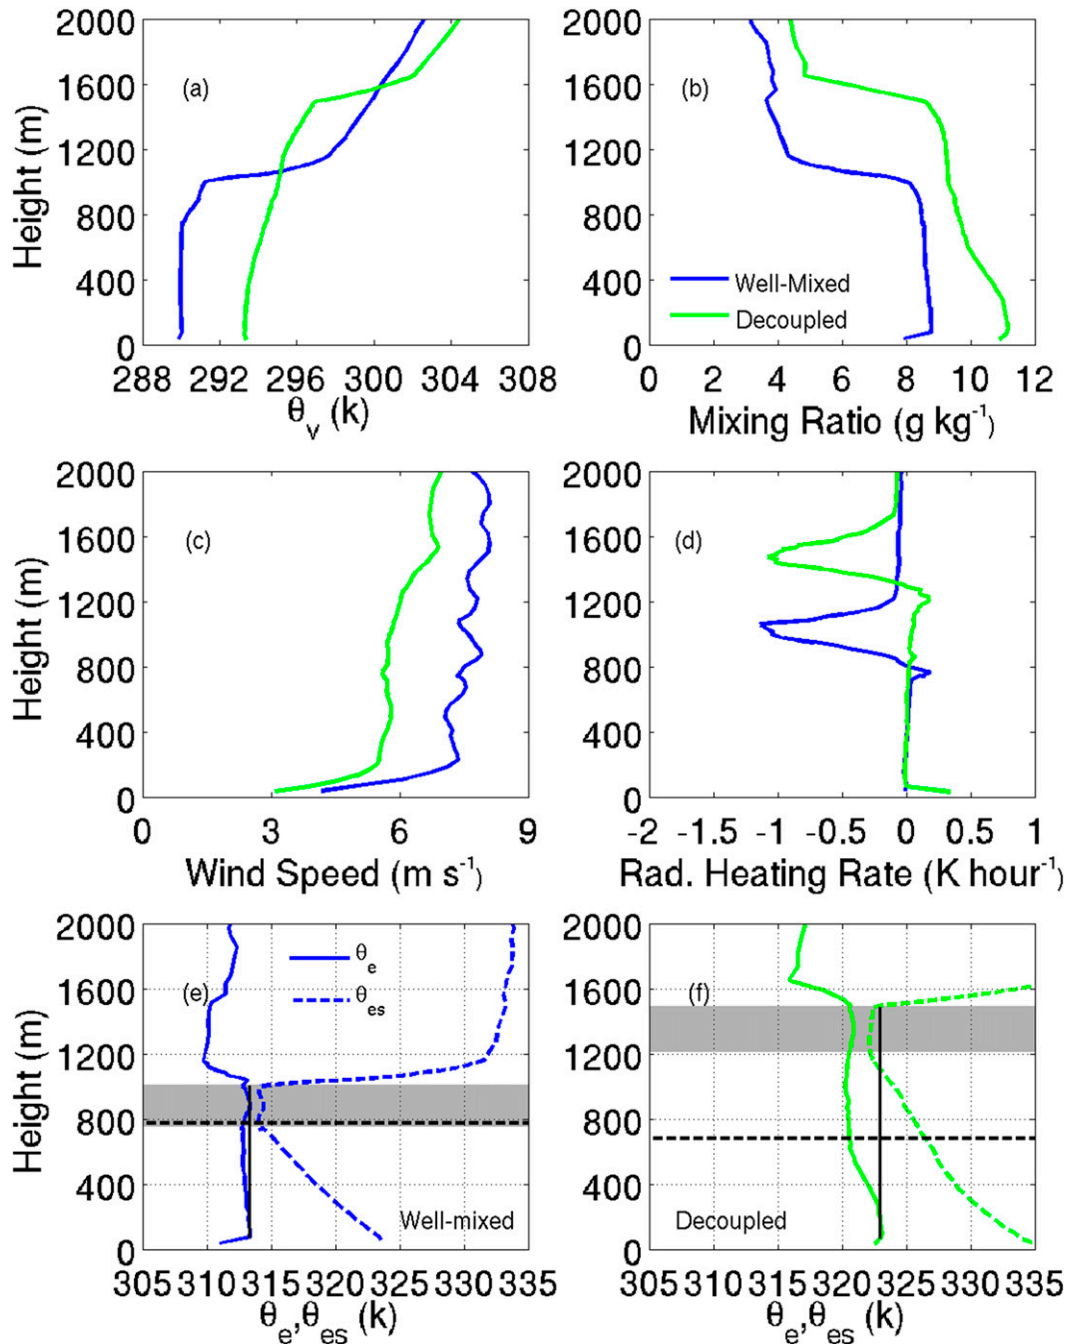 2000
1600
1200
800
400
0
Height (m)
(a)
288 292 296 300 304 308
θv (k)
2000
1600
1200
800
400
0
(b)
Well-Mixed
Decoupled
0 2 4 6 8 10 12
Mixing Ratio (g kg-1)
2000
1600
1200
800
400
0
Height (m)
(c)
0 3 6 9
Wind Speed (m s-1)
2000
1600
1200
800
400
0
(d)
-2 -1.5 -1 -0.5 0 0.5 1
Rad. Heating Rate (K hour-1)
2000
1600
1200
800
400
0
Height (m)
(e)
θe
θes
Well-mixed
305 310 315 320 325 330 335
θe,θes (k)
2000
1600
1200
800
400
0
(f)
Decoupled
305 310 315 320 325 330 335
θe,θes (k)